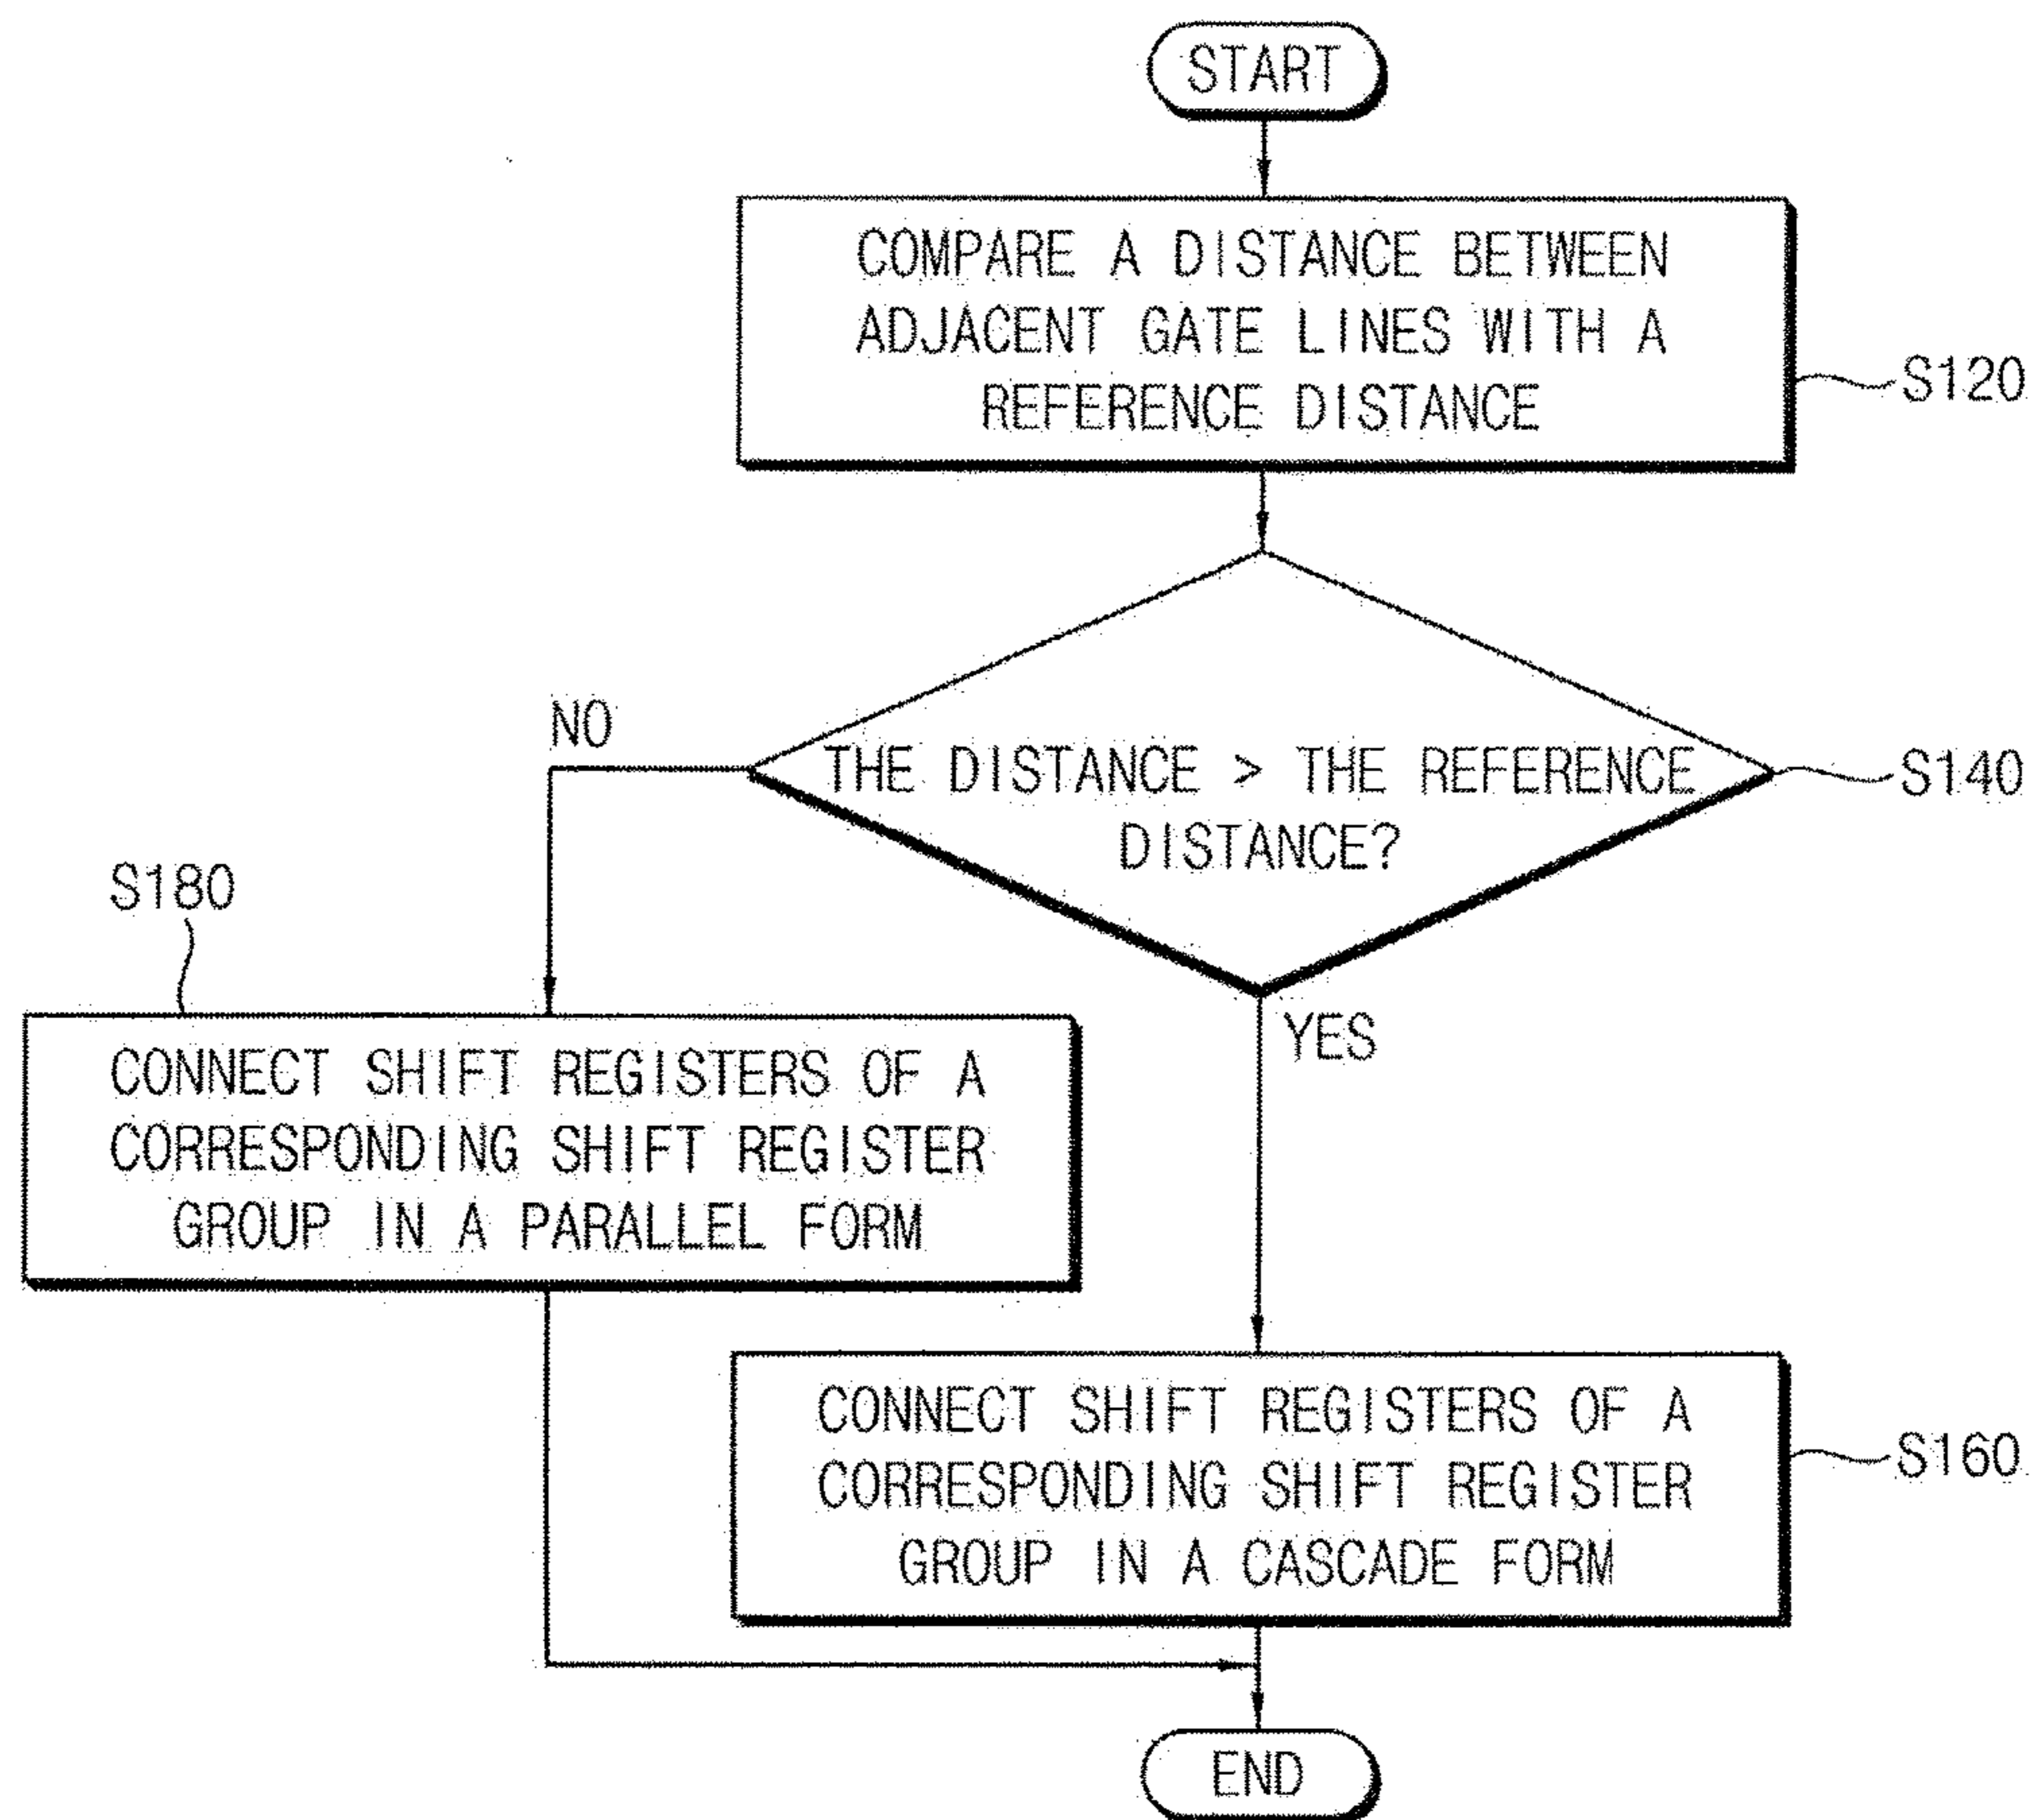 START
COMPARE A DISTANCE BETWEEN
ADJACENT GATE LINES WITH A
REFERENCE DISTANCE
S120
NO
THE DISTANCE > THE REFERENCE
DISTANCE?
S140
S180
YES
CONNECT SHIFT REGISTERS OF A
CORRESPONDING SHIFT REGISTER
GROUP IN A PARALLEL FORM
CONNECT SHIFT REGISTERS OF A
CORRESPONDING SHIFT REGISTER
GROUP IN A CASCADE FORM
S160
END